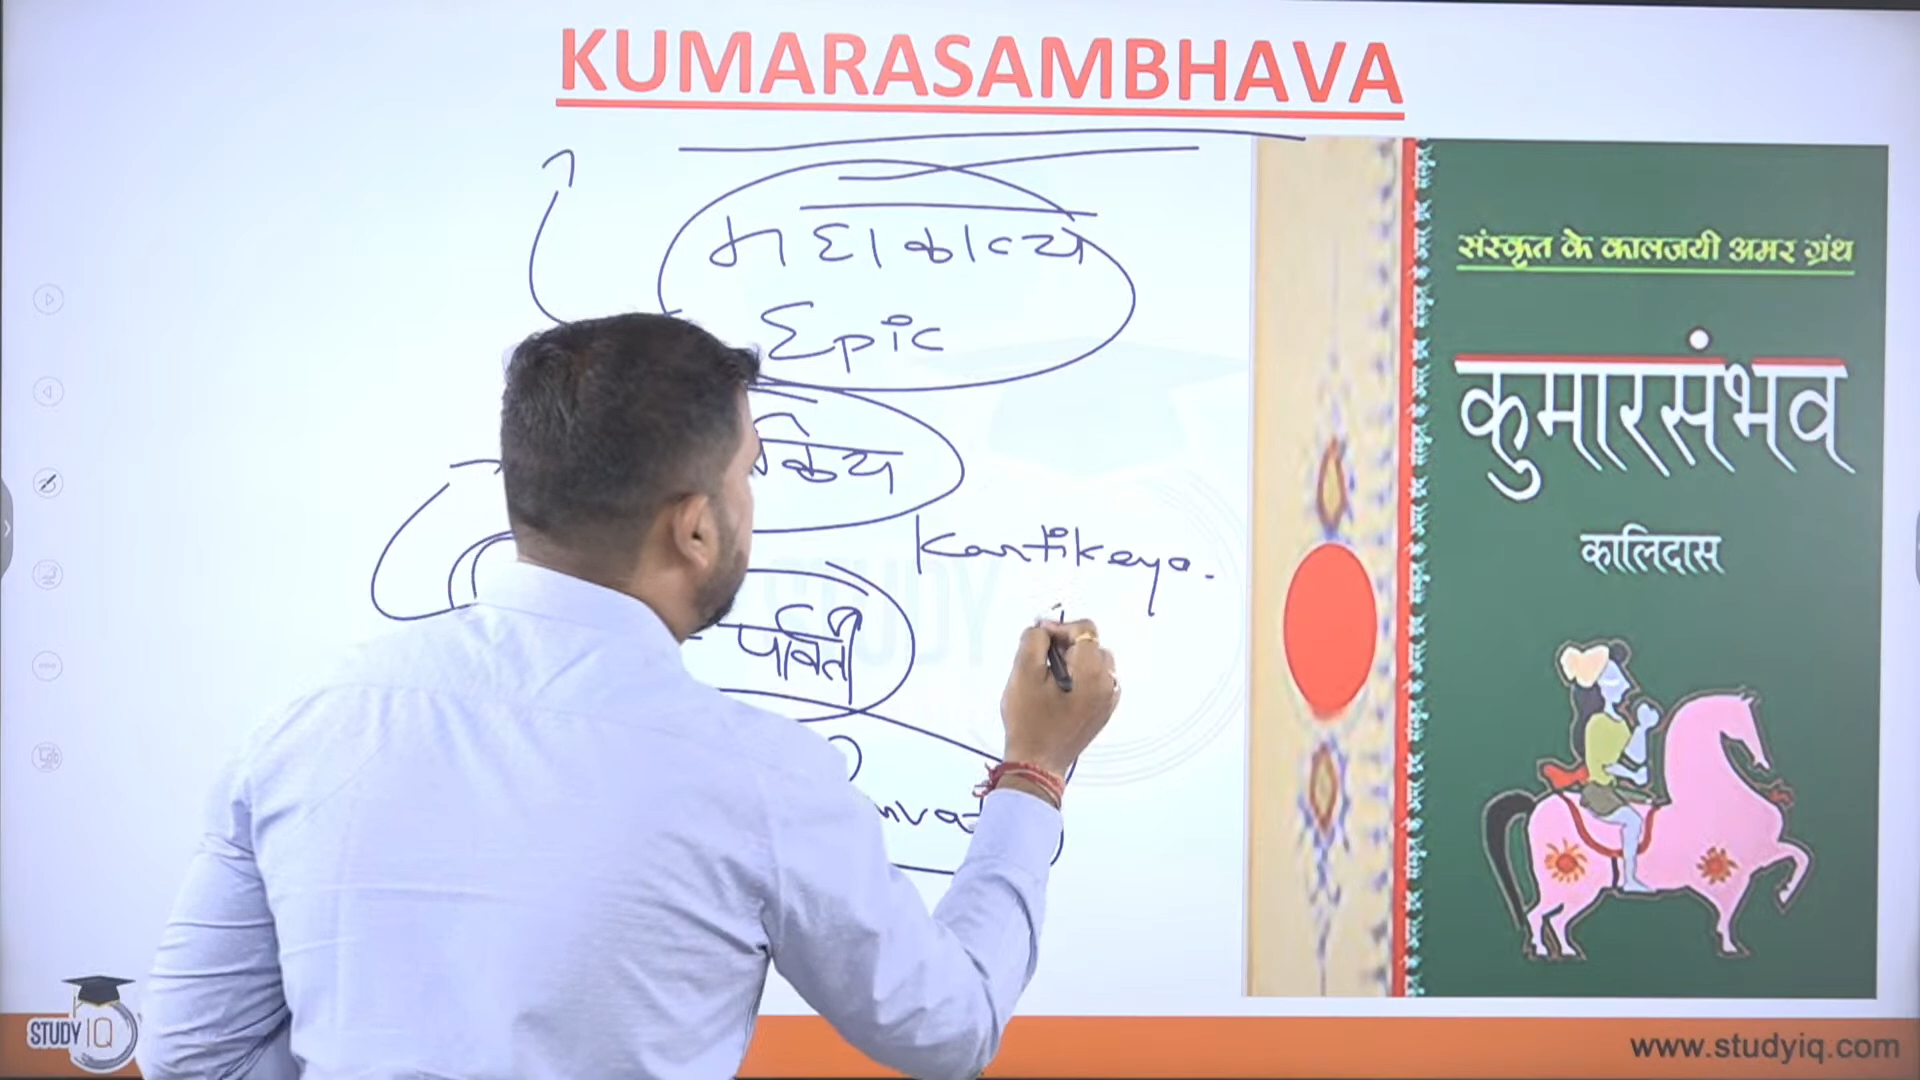 KUMARASAMBHAVA
महाकाव्य
Epic
Kartikeya.
पार्वती
संस्कृत के कालजयी अमर ग्रंथ
कुमारसंभव
कालिदास
STUDY IQ
www.studyiq.com